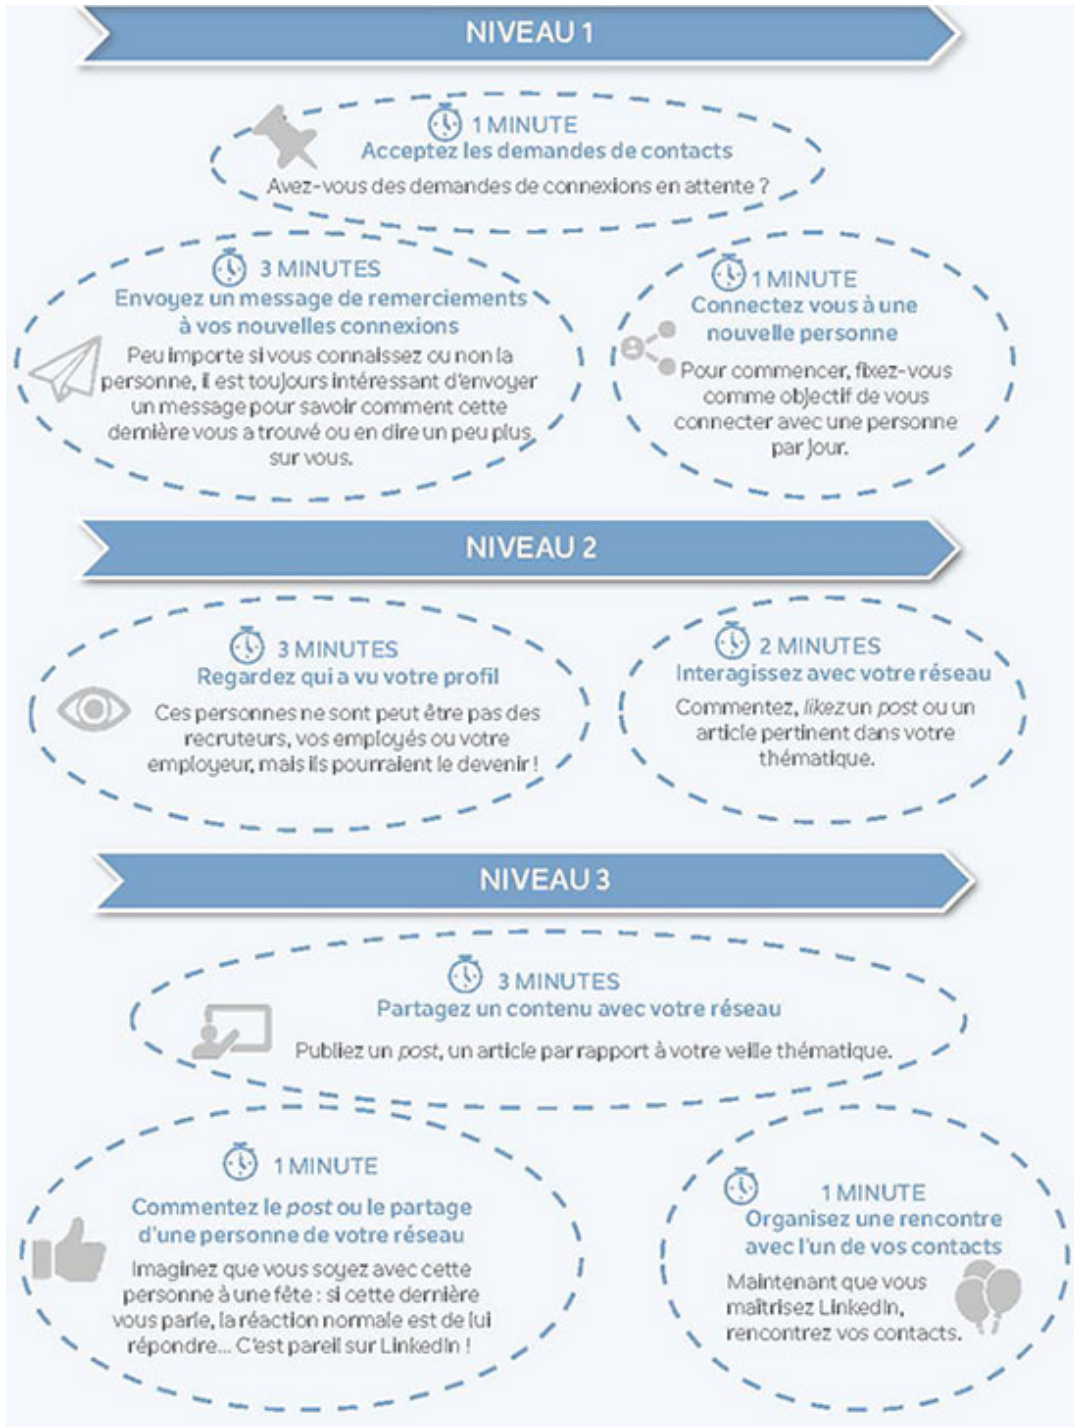 NIVEAU 1
1 MINUTE
Acceptez les demandes de contacts
Avez-vous des demandes de connexions en attente ?
3 MINUTES
Envoyez un message de remerciements
à vos nouvelles connexions
Peu importe si vous connaissez ou non la
personne, il est toujours intéressant d'envoyer
un message pour savoir comment cette
dernière vous a trouvé ou en dire un peu plus
sur vous.
1 MINUTE
Connectez vous à une
nouvelle personne
Pour commencer, fixez-vous
comme objectif de vous
connecter avec une personne
par jour.
NIVEAU 2
3 MINUTES
Regardez qui a vu votre profil
Ces personnes ne sont peut être pas des
recruteurs, vos employés ou votre
employeur, mais ils pourraient le devenir !
2 MINUTES
Interagissez avec votre réseau
Commentez, likez un post ou un
article pertinent dans votre
thématique.
NIVEAU 3
3 MINUTES
Partagez un contenu avec votre réseau
Publiez un post, un article par rapport à votre veille thématique.
1 MINUTE
Commentez le post ou le partage
d'une personne de votre réseau
Imaginez que vous soyez avec cette
personne à une fête : si cette dernière
vous parle, la réaction normale est de lui
répondre... C'est pareil sur LinkedIn !
1 MINUTE
Organisez une rencontre
avec l'un de vos contacts
Maintenant que vous
maîtrisez LinkedIn,
rencontrez vos contacts.